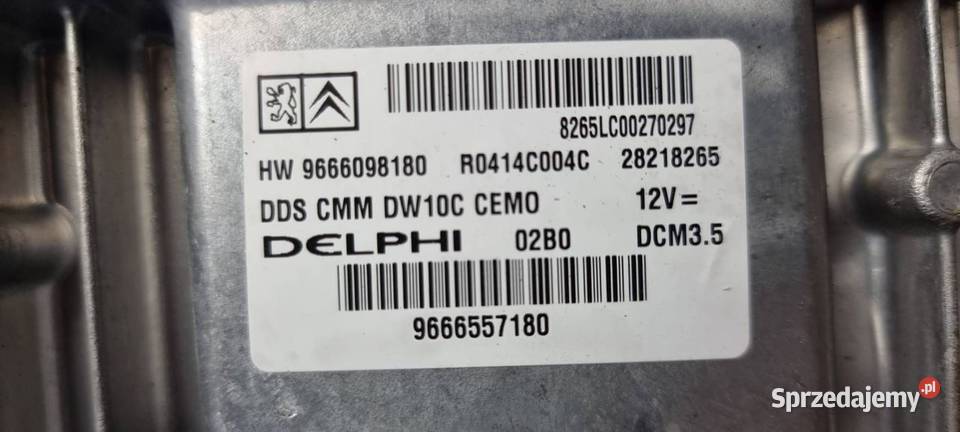 8265LC00270297
HW 9666098180 R0414C004C 28218265
DDS CMM DW10C CEMO 12V =
DELPHI 02B0 DCM3.5
9666557180
Sprzedajemy.pl